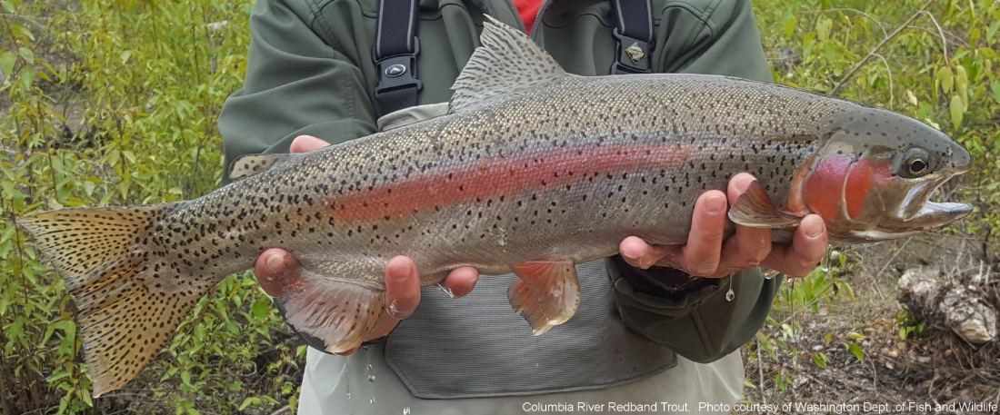 Columbia River Redband Trout.  Photo courtesy of Washington Dept. of Fish and Wildlife